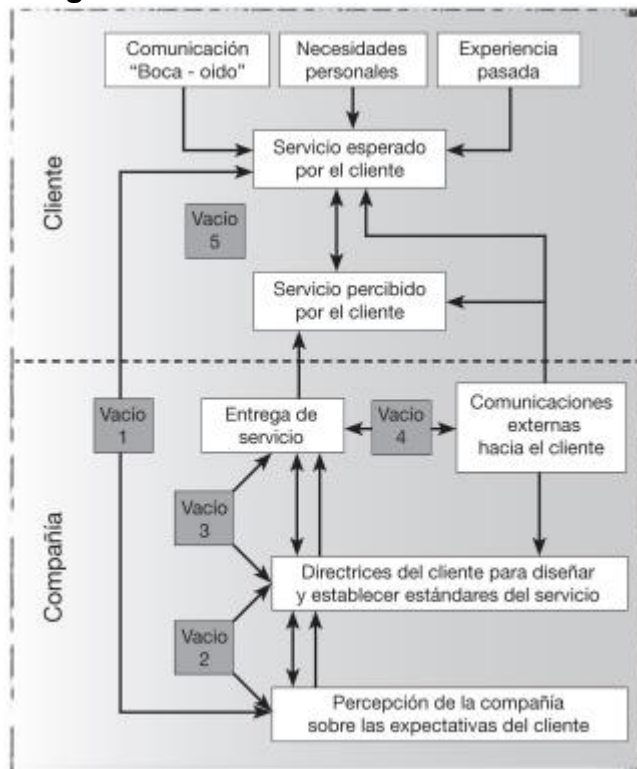 Comunicación
"Boca - oido"
Necesidades
personales
Experiencia
pasada
Servicio esperado
por el cliente
Cliente
Vacio
5
Servicio percibido
por el cliente
Vacio
1
Entrega de
servicio
Vacio
4
Comunicaciones
externas
hacia el cliente
Compañía
Vacio
3
Directrices del cliente para diseñar
y establecer estándares del servicio
Vacio
2
Percepción de la compañía
sobre las expectativas del cliente